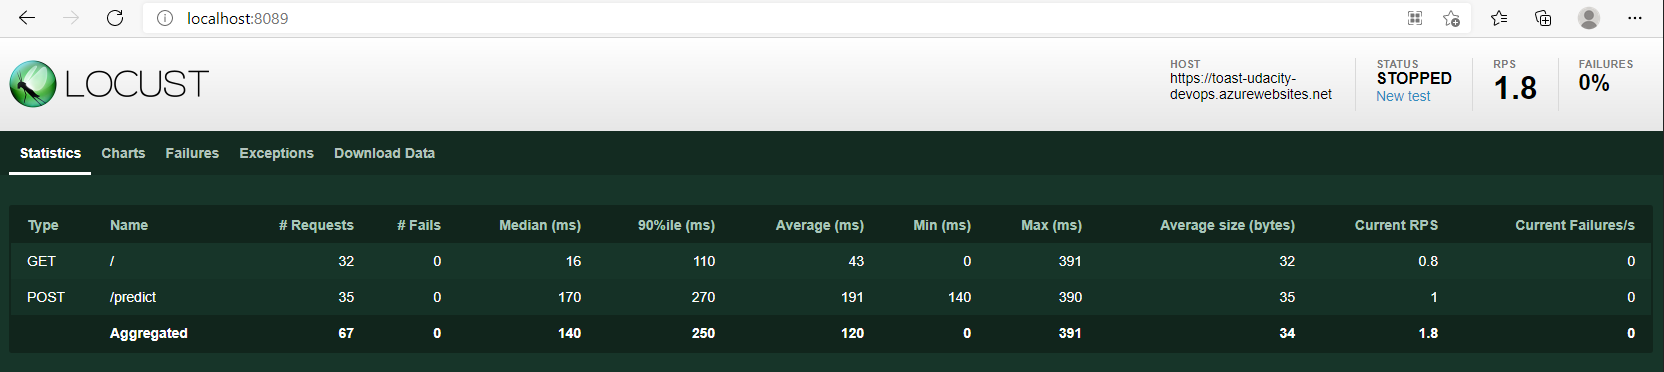 localhost:8089
LOCUST
HOST
https://toast-udacity-
devops.azurewebsites.net
STATUS
STOPPED
New test
RPS
1.8
FAILURES
0%
Statistics Charts Failures Exceptions Download Data
Type Name # Requests # Fails Median (ms) 90%ile (ms) Average (ms) Min (ms) Max (ms) Average size (bytes) Current RPS Current Failures/s
GET / 32 0 16 110 43 0 391 32 0.8 0
POST /predict 35 0 170 270 191 140 390 35 1 0
Aggregated 67 0 140 250 120 0 391 34 1.8 0